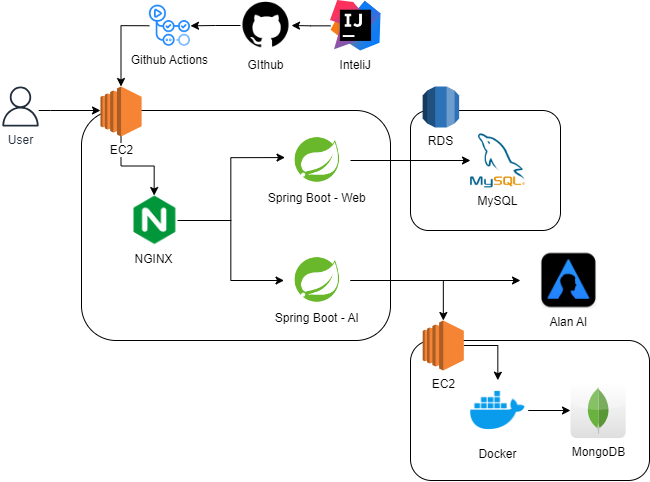 IJ
Github Actions
GIthub
InteliJ
User
EC2
RDS
MySQL
MySQL
Spring Boot - Web
NGINX
Spring Boot - AI
Alan AI
EC2
Docker
MongoDB